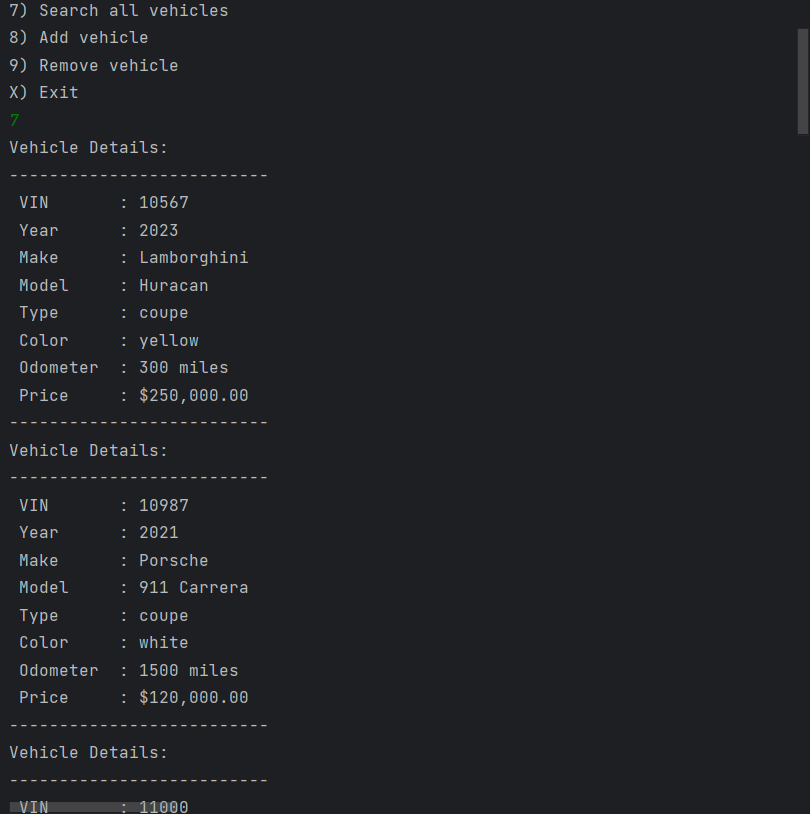 7) Search all vehicles
8) Add vehicle
9) Remove vehicle
X) Exit
7
Vehicle Details:
--------------------------
 VIN       : 10567
 Year      : 2023
 Make      : Lamborghini
 Model     : Huracan
 Type      : coupe
 Color     : yellow
 Odometer  : 300 miles
 Price     : $250,000.00
--------------------------
Vehicle Details:
--------------------------
 VIN       : 10987
 Year      : 2021
 Make      : Porsche
 Model     : 911 Carrera
 Type      : coupe
 Color     : white
 Odometer  : 1500 miles
 Price     : $120,000.00
--------------------------
Vehicle Details:
--------------------------
 VIN       : 11000